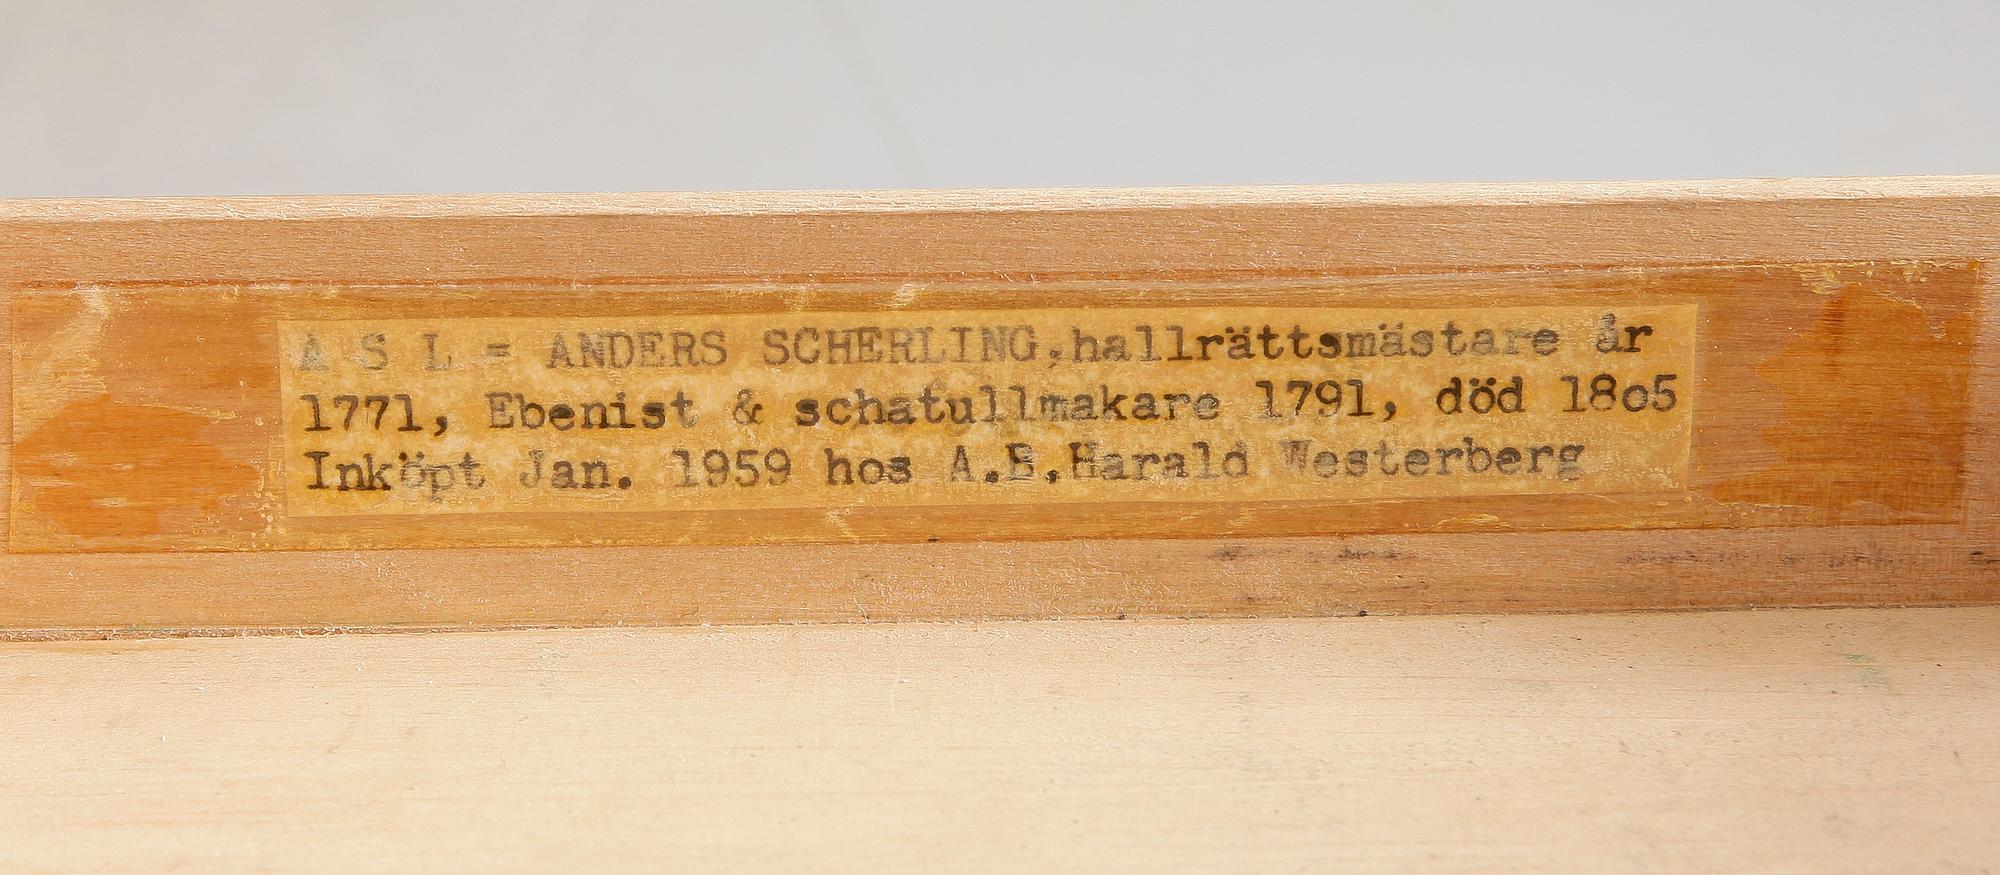 A S L = ANDERS SCHERLING,hallrättsmästare år
1771, Ebenist & schatullmakare 1791, död 18o5
Inköpt Jan. 1959 hos A.B.Harald Westerberg